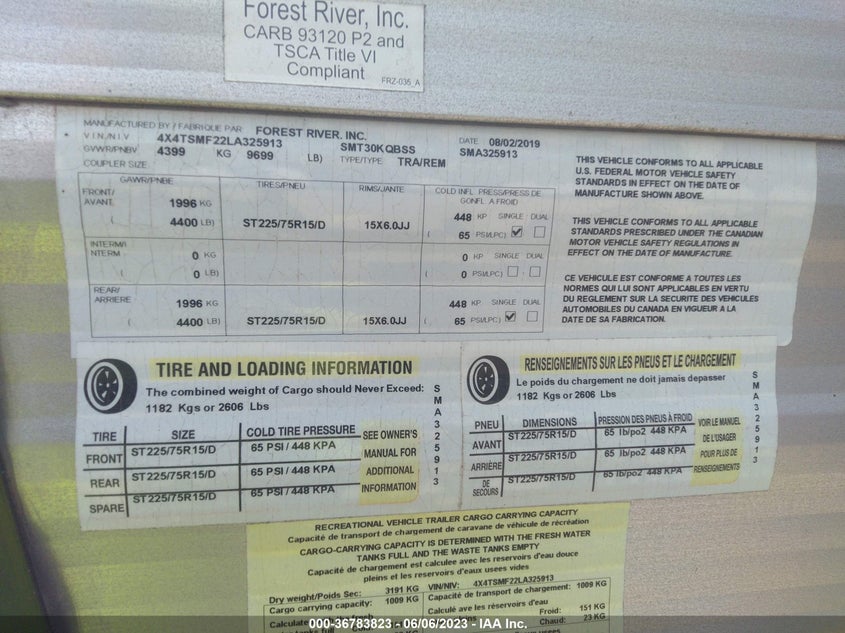 Forest River, Inc.
CARB 93120 P2 and
TSCA Title VI
Compliant
FRZ-036 A
MANUFACTURED BY / FABRIQUE PAR FOREST RIVER, INC. DATE 08/02/2019
V.I.N./N.I.V 4X4TSMF22LA325913 SMT30KQBSS SMA325913
GVWR/PNBV 4399 KG 9699 LB) TYPE/TYPE TRA/REM
COUPLER SIZE
GAWR/PNBE TIRES/PNEU RIMS/JANTE COLD INFL PRESS/PRESS DE
GONFL A FROID
FRONT/
AVANT 1996 KG 448 KP SINGLE DUAL
( 4400 LB) ST225/75R15/D 15X6.0JJ ( 65 PSI/LPC)
INTERM/
INTERM 0 KG 0 KP SINGLE DUAL
( 0 LB) ( 0 PSI/LPC)
REAR/
ARRIERE 1996 KG 448 KG SINGLE DUAL
( 4400 LB) ST225/75R15/D 15X6.0JJ ( 65 PSI/LPC)
THIS VEHICLE CONFORMS TO ALL APPLICABLE
U.S. FEDERAL MOTOR VEHICLE SAFETY
STANDARDS IN EFFECT ON THE DATE OF
MANUFACTURE SHOWN ABOVE.
THIS VEHICLE CONFORMS TO ALL APPLICABLE
STANDARDS PRESCRIBED UNDER THE CANADIAN
MOTOR VEHICLE SAFETY REGULATIONS IN
EFFECT ON THE DATE OF MANUFACTURE.
CE VEHICULE EST CONFORME A TOUTES LES
NORMES QUI LUI SONT APPLICABLES EN VERTU
DU REGLEMENT SUR LA SECURITE DES VEHICULES
AUTOMOBILES DU CANADA EN VIGUEUR A LA
DATE DE SA FABRICATION.
TIRE AND LOADING INFORMATION
The combined weight of Cargo should Never Exceed:
1182 Kgs or 2606 Lbs
TIRE SIZE COLD TIRE PRESSURE
FRONT ST225/75R15/D 65 PSI / 448 KPA
REAR ST225/75R15/D 65 PSI / 448 KPA
SPARE ST225/75R15/D 65 PSI / 448 KPA
SEE OWNER'S
MANUAL FOR
ADDITIONAL
INFORMATION
SMA325913
RENSEIGNEMENTS SUR LES PNEUS ET LE CHARGEMENT
Le poids du chargement ne doit jamais depasser
1182 Kgs or 2606 Lbs
PNEU DIMENSIONS PRESSION DES PNEUS À FROID
AVANT ST225/75R15/D 65 lb/po2 448 KPA
ARRIÈRE ST225/75R15/D 65 lb/po2 448 KPA
DE
SECOURS ST225/75R15/D 65 lb/po2 448 KPA
VOIR LE MANUEL
DE L'USAGER
POUR PLUS DE
RENSEIGNEMENTS
SMA325913
RECREATIONAL VEHICLE TRAILER CARGO CARRYING CAPACITY
Capacité de transport de chargement de caravane de véhicule de récréation
CARGO-CARRYING CAPACITY IS DETERMINED WITH THE FRESH WATER
TANKS FULL AND THE WASTE TANKS EMPTY
Capacité de chargement est calculee avec les reservoirs d'eau douce
pleins et les reservoirs d'eaux usees vides
Dry weight/Poids Sec: 3191 KG VIN/NIV: 4X4TSMF22LA325913
Cargo carrying capacity: 1009 KG Capacité de transport de chargement: 1009 KG
Calculé ave les réservoirs d'eau
Froid: 151 KG
Chaud: 23 KG
000-36783823 - 06/06/2023 - IAA Inc.